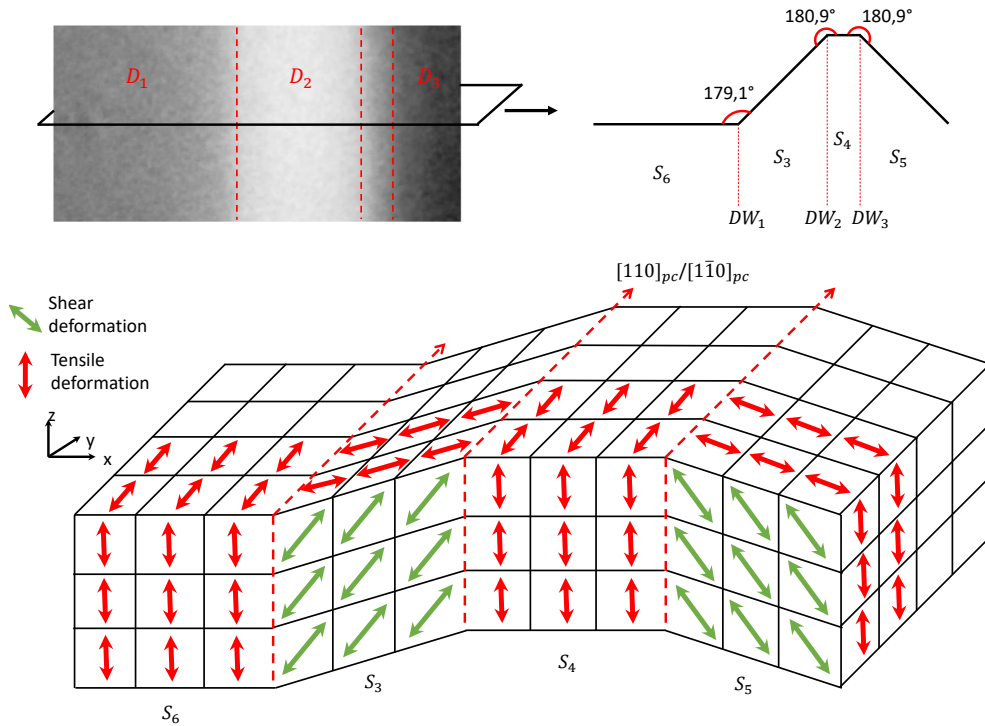 180,9° 180,9°
D₁ D₂ D₃
179,1°
S₆ S₃ S₄ S₅
DW₁ DW₂ DW₃
[110]ₚc/[11̄0]ₚc
Shear
deformation
Tensile
deformation
z
y
x
S₃ S₄ S₅
S₆